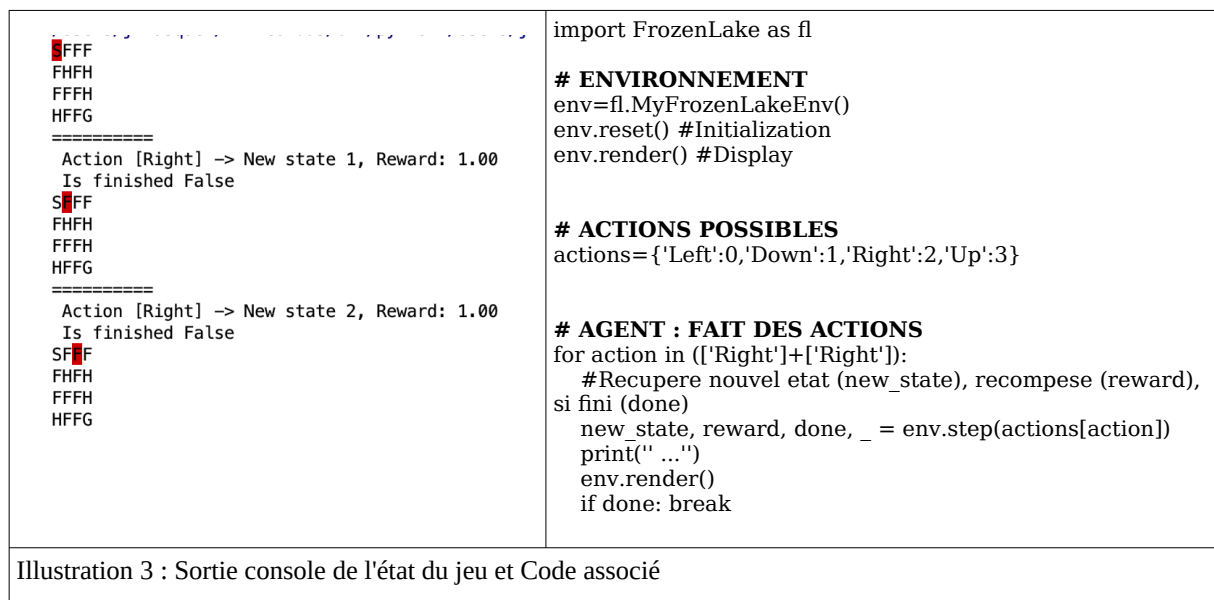 SFFF
FHFH
FFFH
HFFG
==========
Action [Right] –> New state 1, Reward: 1.00
Is finished False
SFFF
FHFH
FFFH
HFFG
==========
Action [Right] –> New state 2, Reward: 1.00
Is finished False
SFFF
FHFH
FFFH
HFFG
import FrozenLake as fl
# ENVIRONNEMENT
env=fl.MyFrozenLakeEnv()
env.reset() #Initialization
env.render() #Display
# ACTIONS POSSIBLES
actions={'Left':0,'Down':1,'Right':2,'Up':3}
# AGENT : FAIT DES ACTIONS
for action in (['Right']+['Right']):
#Recupere nouvel etat (new_state), recompese (reward),
si fini (done)
new_state, reward, done, _ = env.step(actions[action])
print('' ...'')
env.render()
if done: break
Illustration 3 : Sortie console de l'état du jeu et Code associé